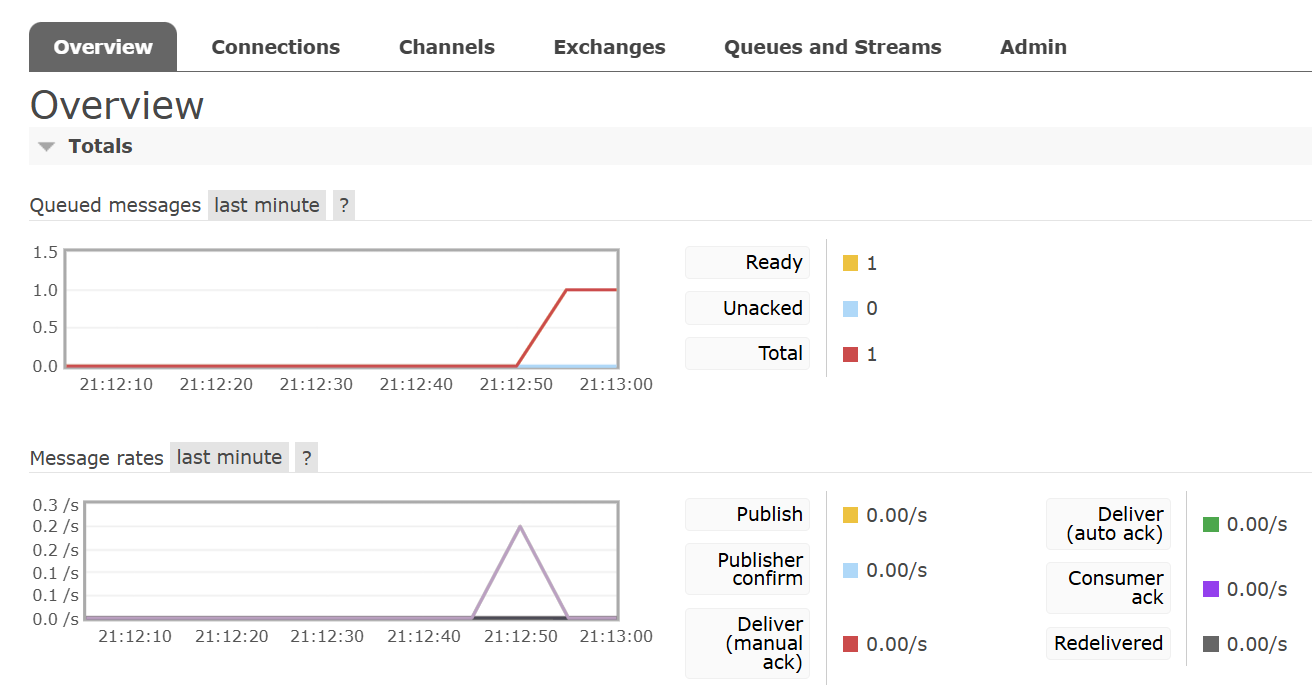 Overview Connections Channels Exchanges Queues and Streams Admin
Overview
Totals
Queued messages last minute ?
1.5
1.0
0.5
0.0
21:12:10 21:12:20 21:12:30 21:12:40 21:12:50 21:13:00
Ready 1
Unacked 0
Total 1
Message rates last minute ?
0.3 /s
0.2 /s
0.2 /s
0.1 /s
0.1 /s
0.0 /s
21:12:10 21:12:20 21:12:30 21:12:40 21:12:50 21:13:00
Publish 0.00/s
Publisher
confirm 0.00/s
Deliver
(manual 0.00/s
ack)
Deliver
(auto ack) 0.00/s
Consumer
ack 0.00/s
Redelivered 0.00/s